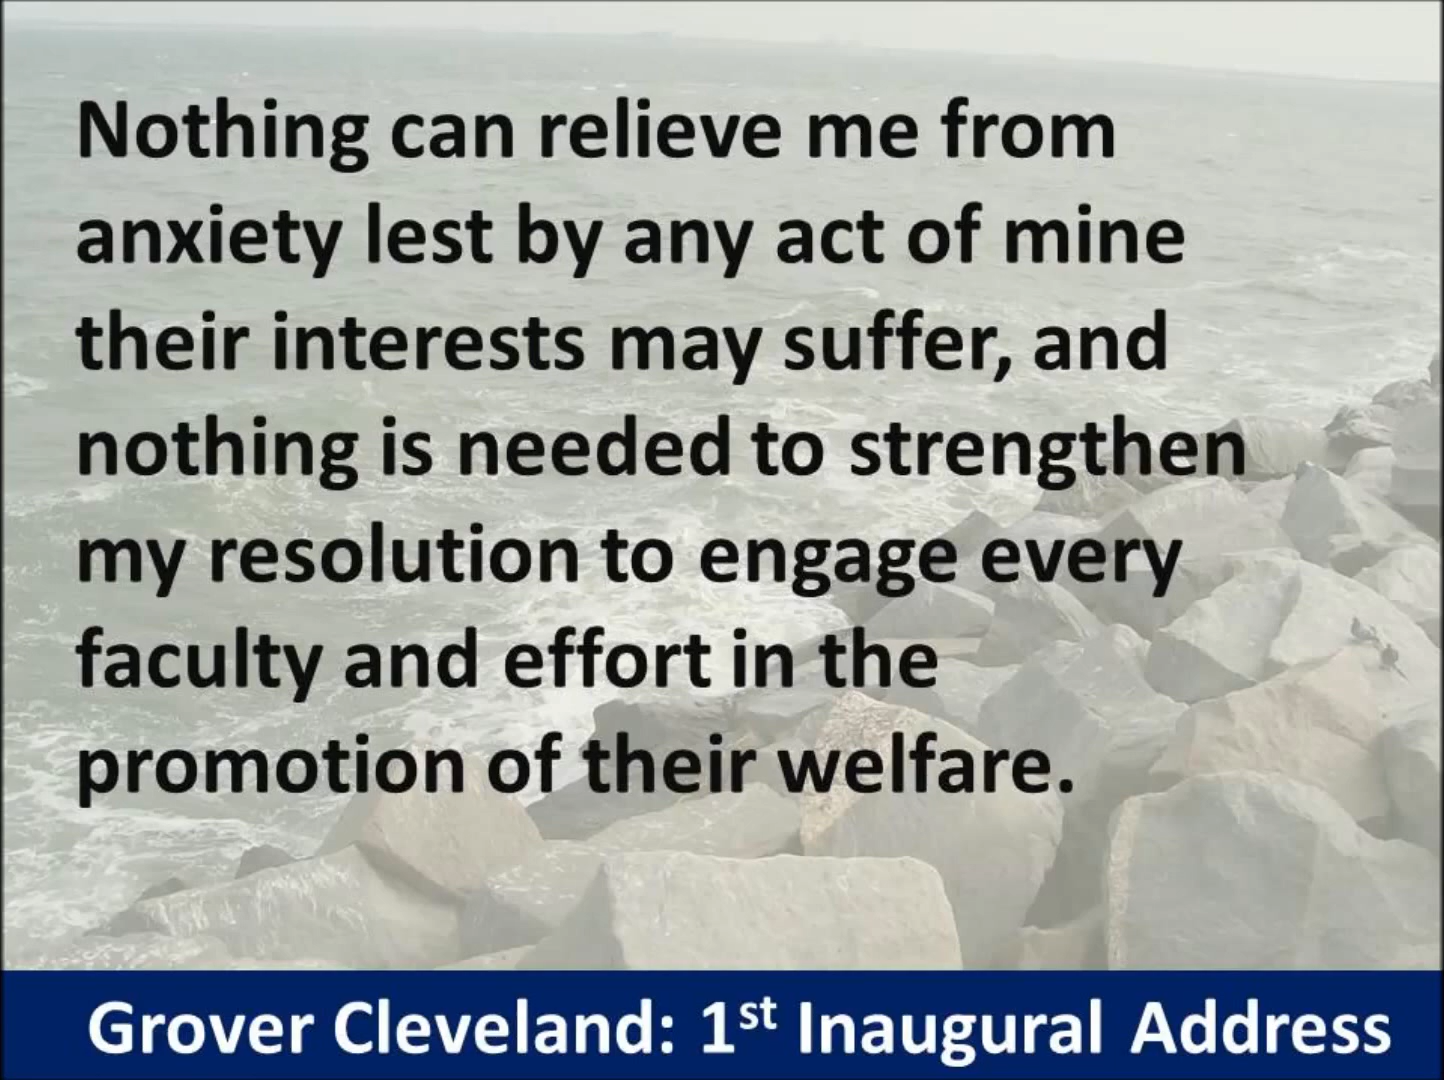 Nothing can relieve me from
anxiety lest by any act of mine
their interests may suffer, and
nothing is needed to strengthen
my resolution to engage every
faculty and effort in the
promotion of their welfare.
Grover Cleveland: 1st Inaugural Address